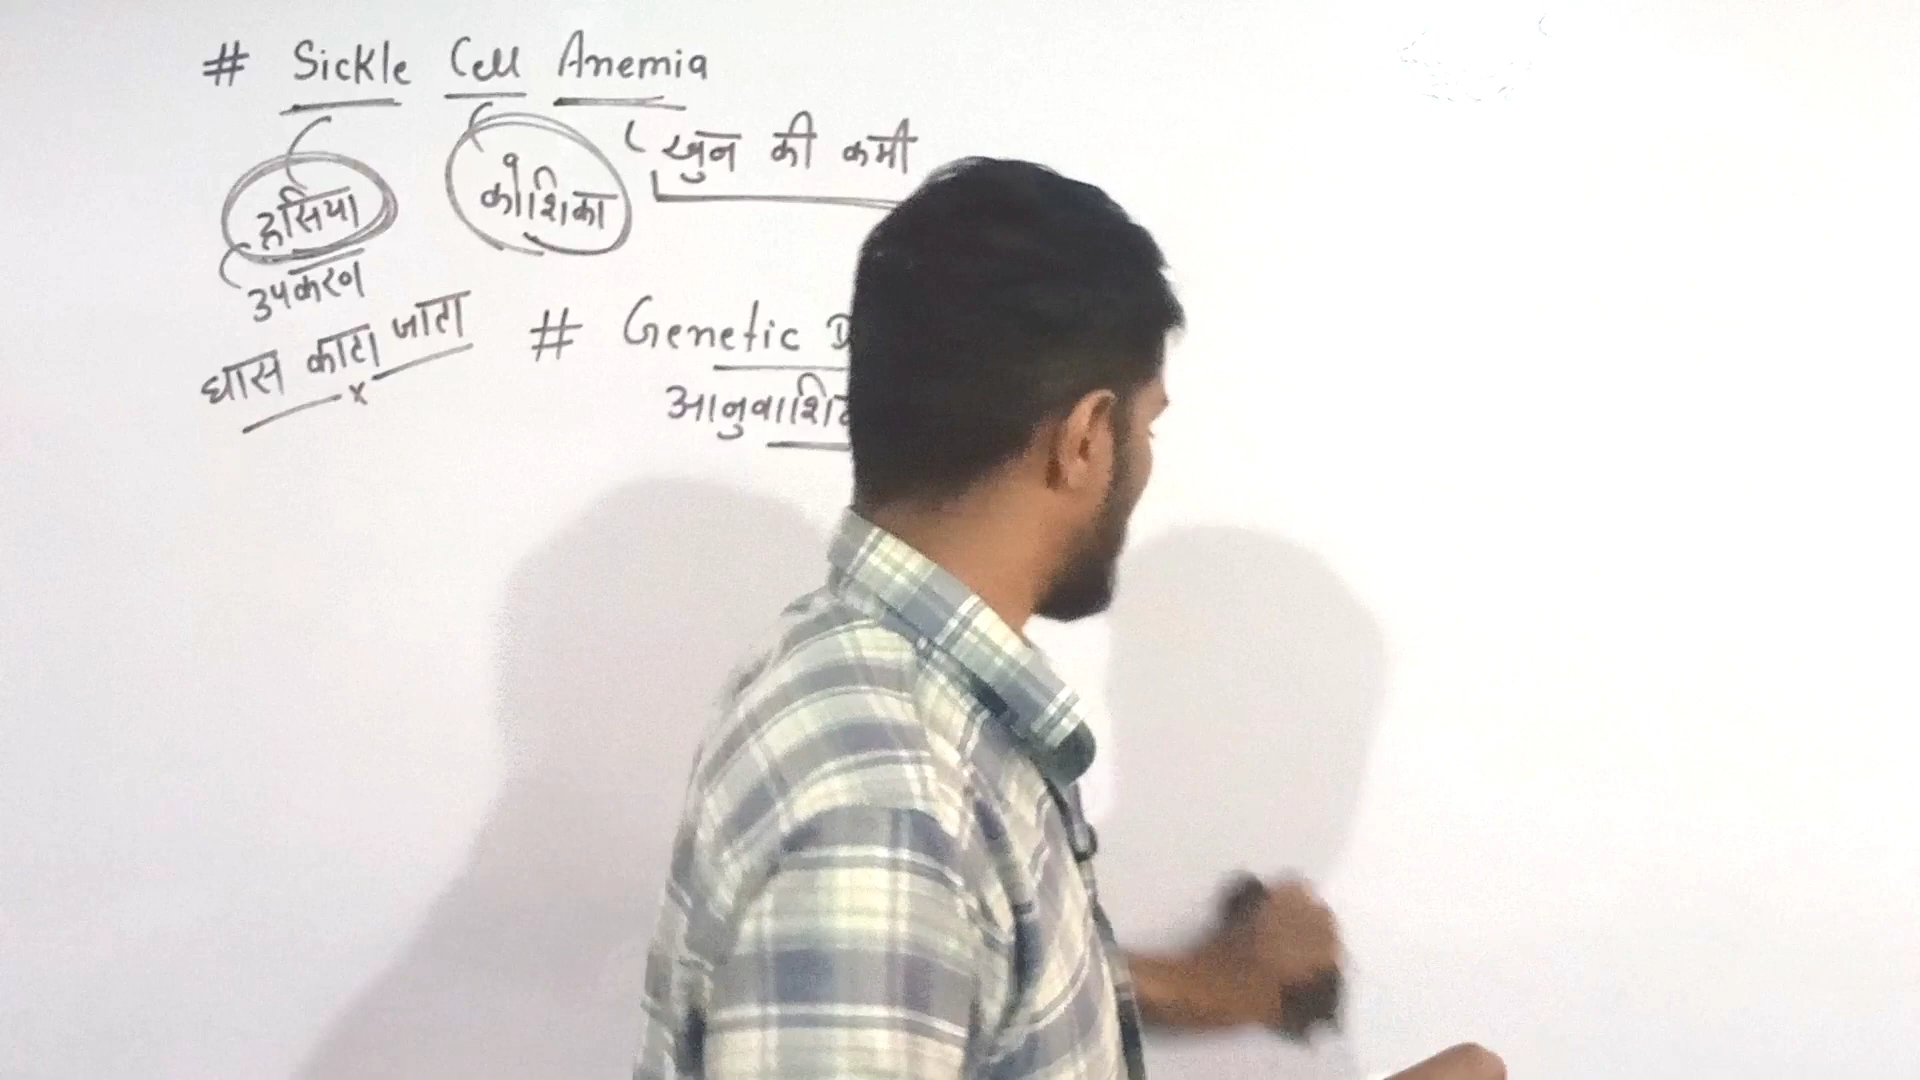 # Sickle Cell Anemia
खुन की कमी
हसिया
कोशिका
उपकरण
घास काटा जाता
# Genetic